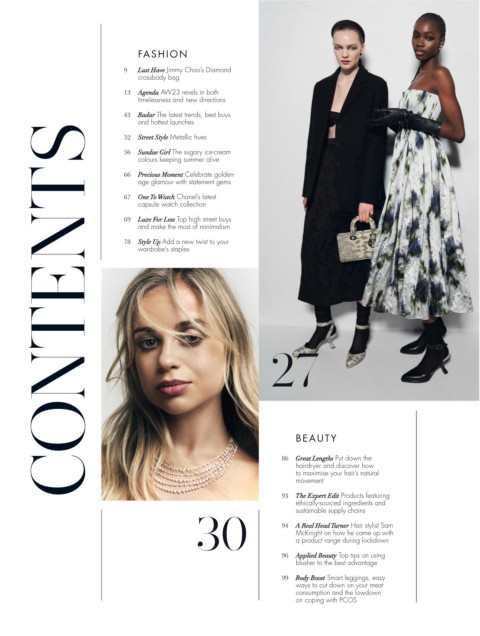 CONTENTS
FASHION
9 Lust Have Jimmy Choo's Diamond
crossbody bag
13 Agenda AW23 revels in both
timelessness and new directions
43 Radar The latest trends, best buys
and hottest launches
52 Street Style Metallic hues
56 Sundae Girl The sugary ice-cream
colours keeping summer alive
66 Precious Moment Celebrate golden-
age glamour with statement gems
67 One To Watch Chanel's latest
capsule watch collection
69 Luxe For Less Top high street buys
and make the most of minimalism
78 Style Up Add a new twist to your
wardrobe's staples
27
30
BEAUTY
86 Great Lengths Put down the
hairdryer and discover how
to maximise your hair's natural
movement
93 The Expert Edit Products featuring
ethically-sourced ingredients and
sustainable supply chains
94 A Real Head Turner Hair stylist Sam
McKnight on how he came up with
a product range during lockdown
96 Applied Beauty Top tips on using
blusher to the best advantage
99 Body Boost Smart leggings, easy
ways to cut down on your meat
consumption and the lowdown
on coping with PCOS